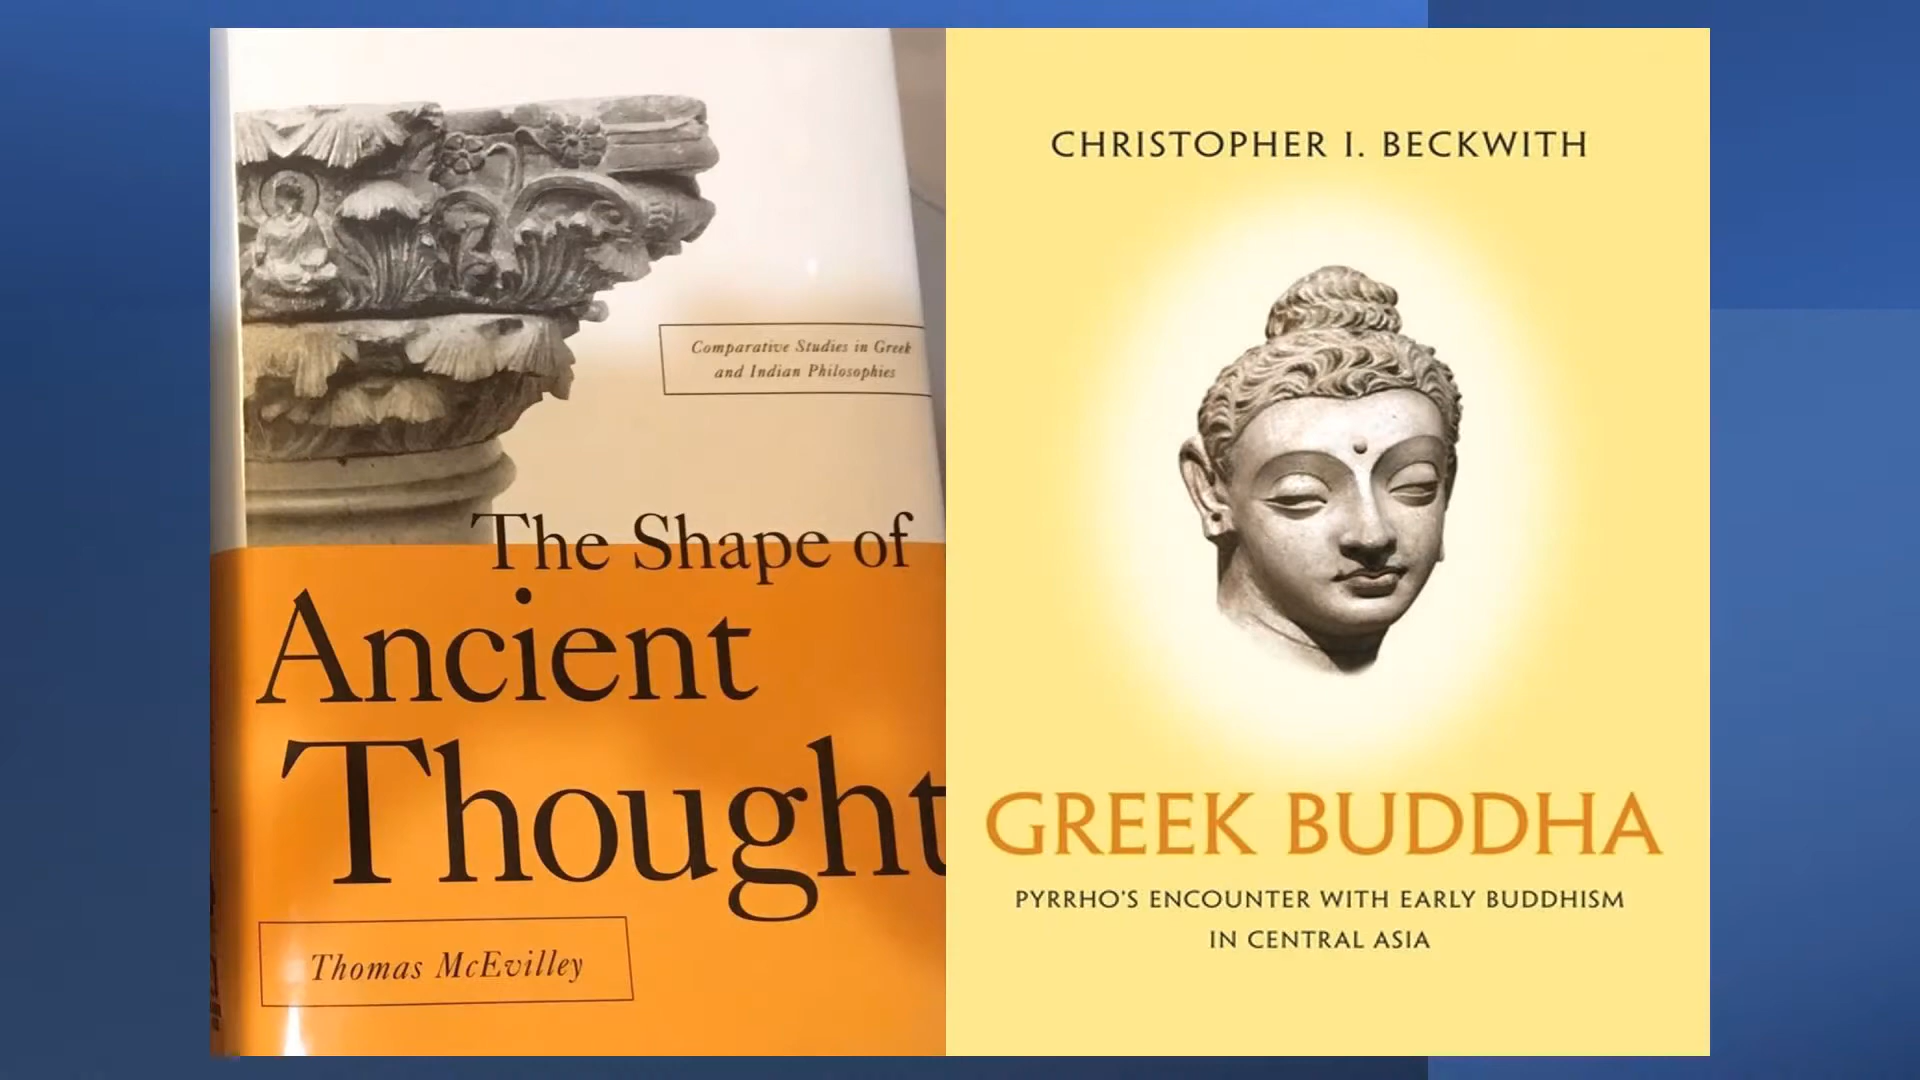 Comparative Studies in Greek
and Indian Philosophies
The Shape of
Ancient
Thought
Thomas McEvilley
CHRISTOPHER I. BECKWITH
GREEK BUDDHA
PYRRHO'S ENCOUNTER WITH EARLY BUDDHISM
IN CENTRAL ASIA